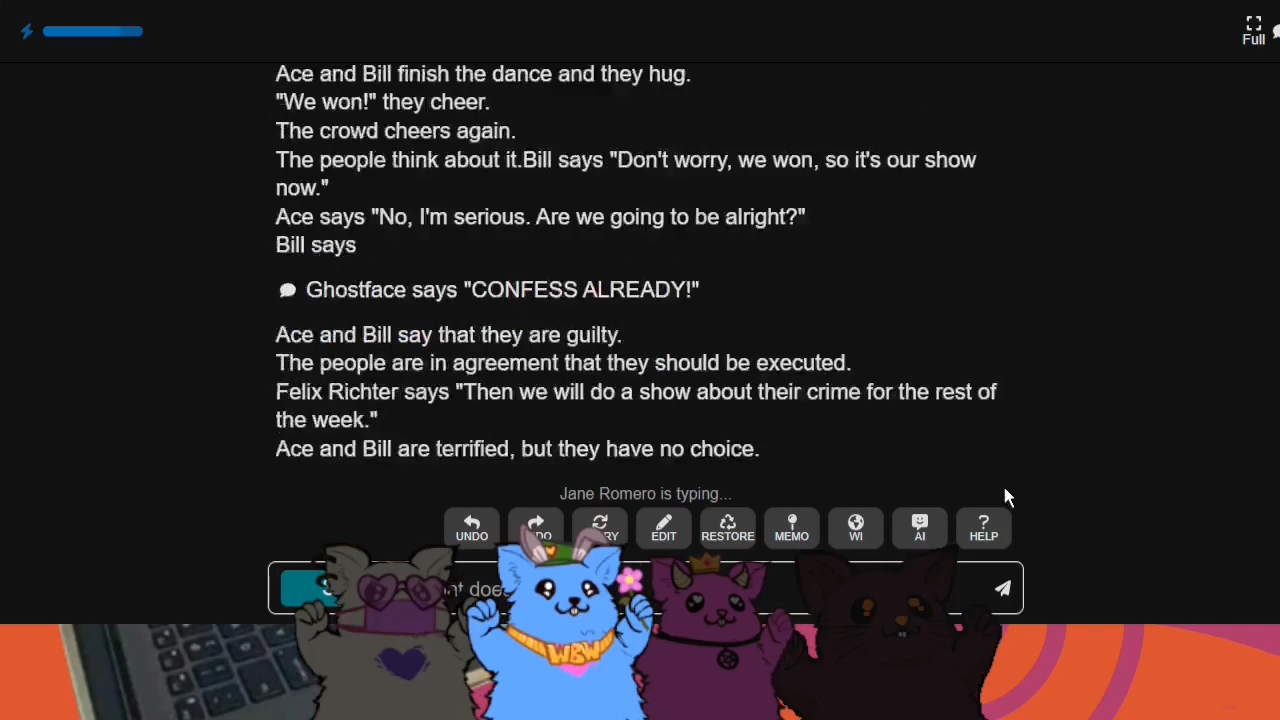 Full
Ace and Bill finish the dance and they hug.
"We won!" they cheer.
The crowd cheers again.
The people think about it.Bill says "Don't worry, we won, so it's our show
now."
Ace says "No, I'm serious. Are we going to be alright?"
Bill says
Ghostface says "CONFESS ALREADY!"
Ace and Bill say that they are guilty.
The people are in agreement that they should be executed.
Felix Richter says "Then we will do a show about their crime for the rest of
the week."
Ace and Bill are terrified, but they have no choice.
Jane Romero is typing...
UNDO EDIT RESTORE MEMO WI AI HELP
WBW